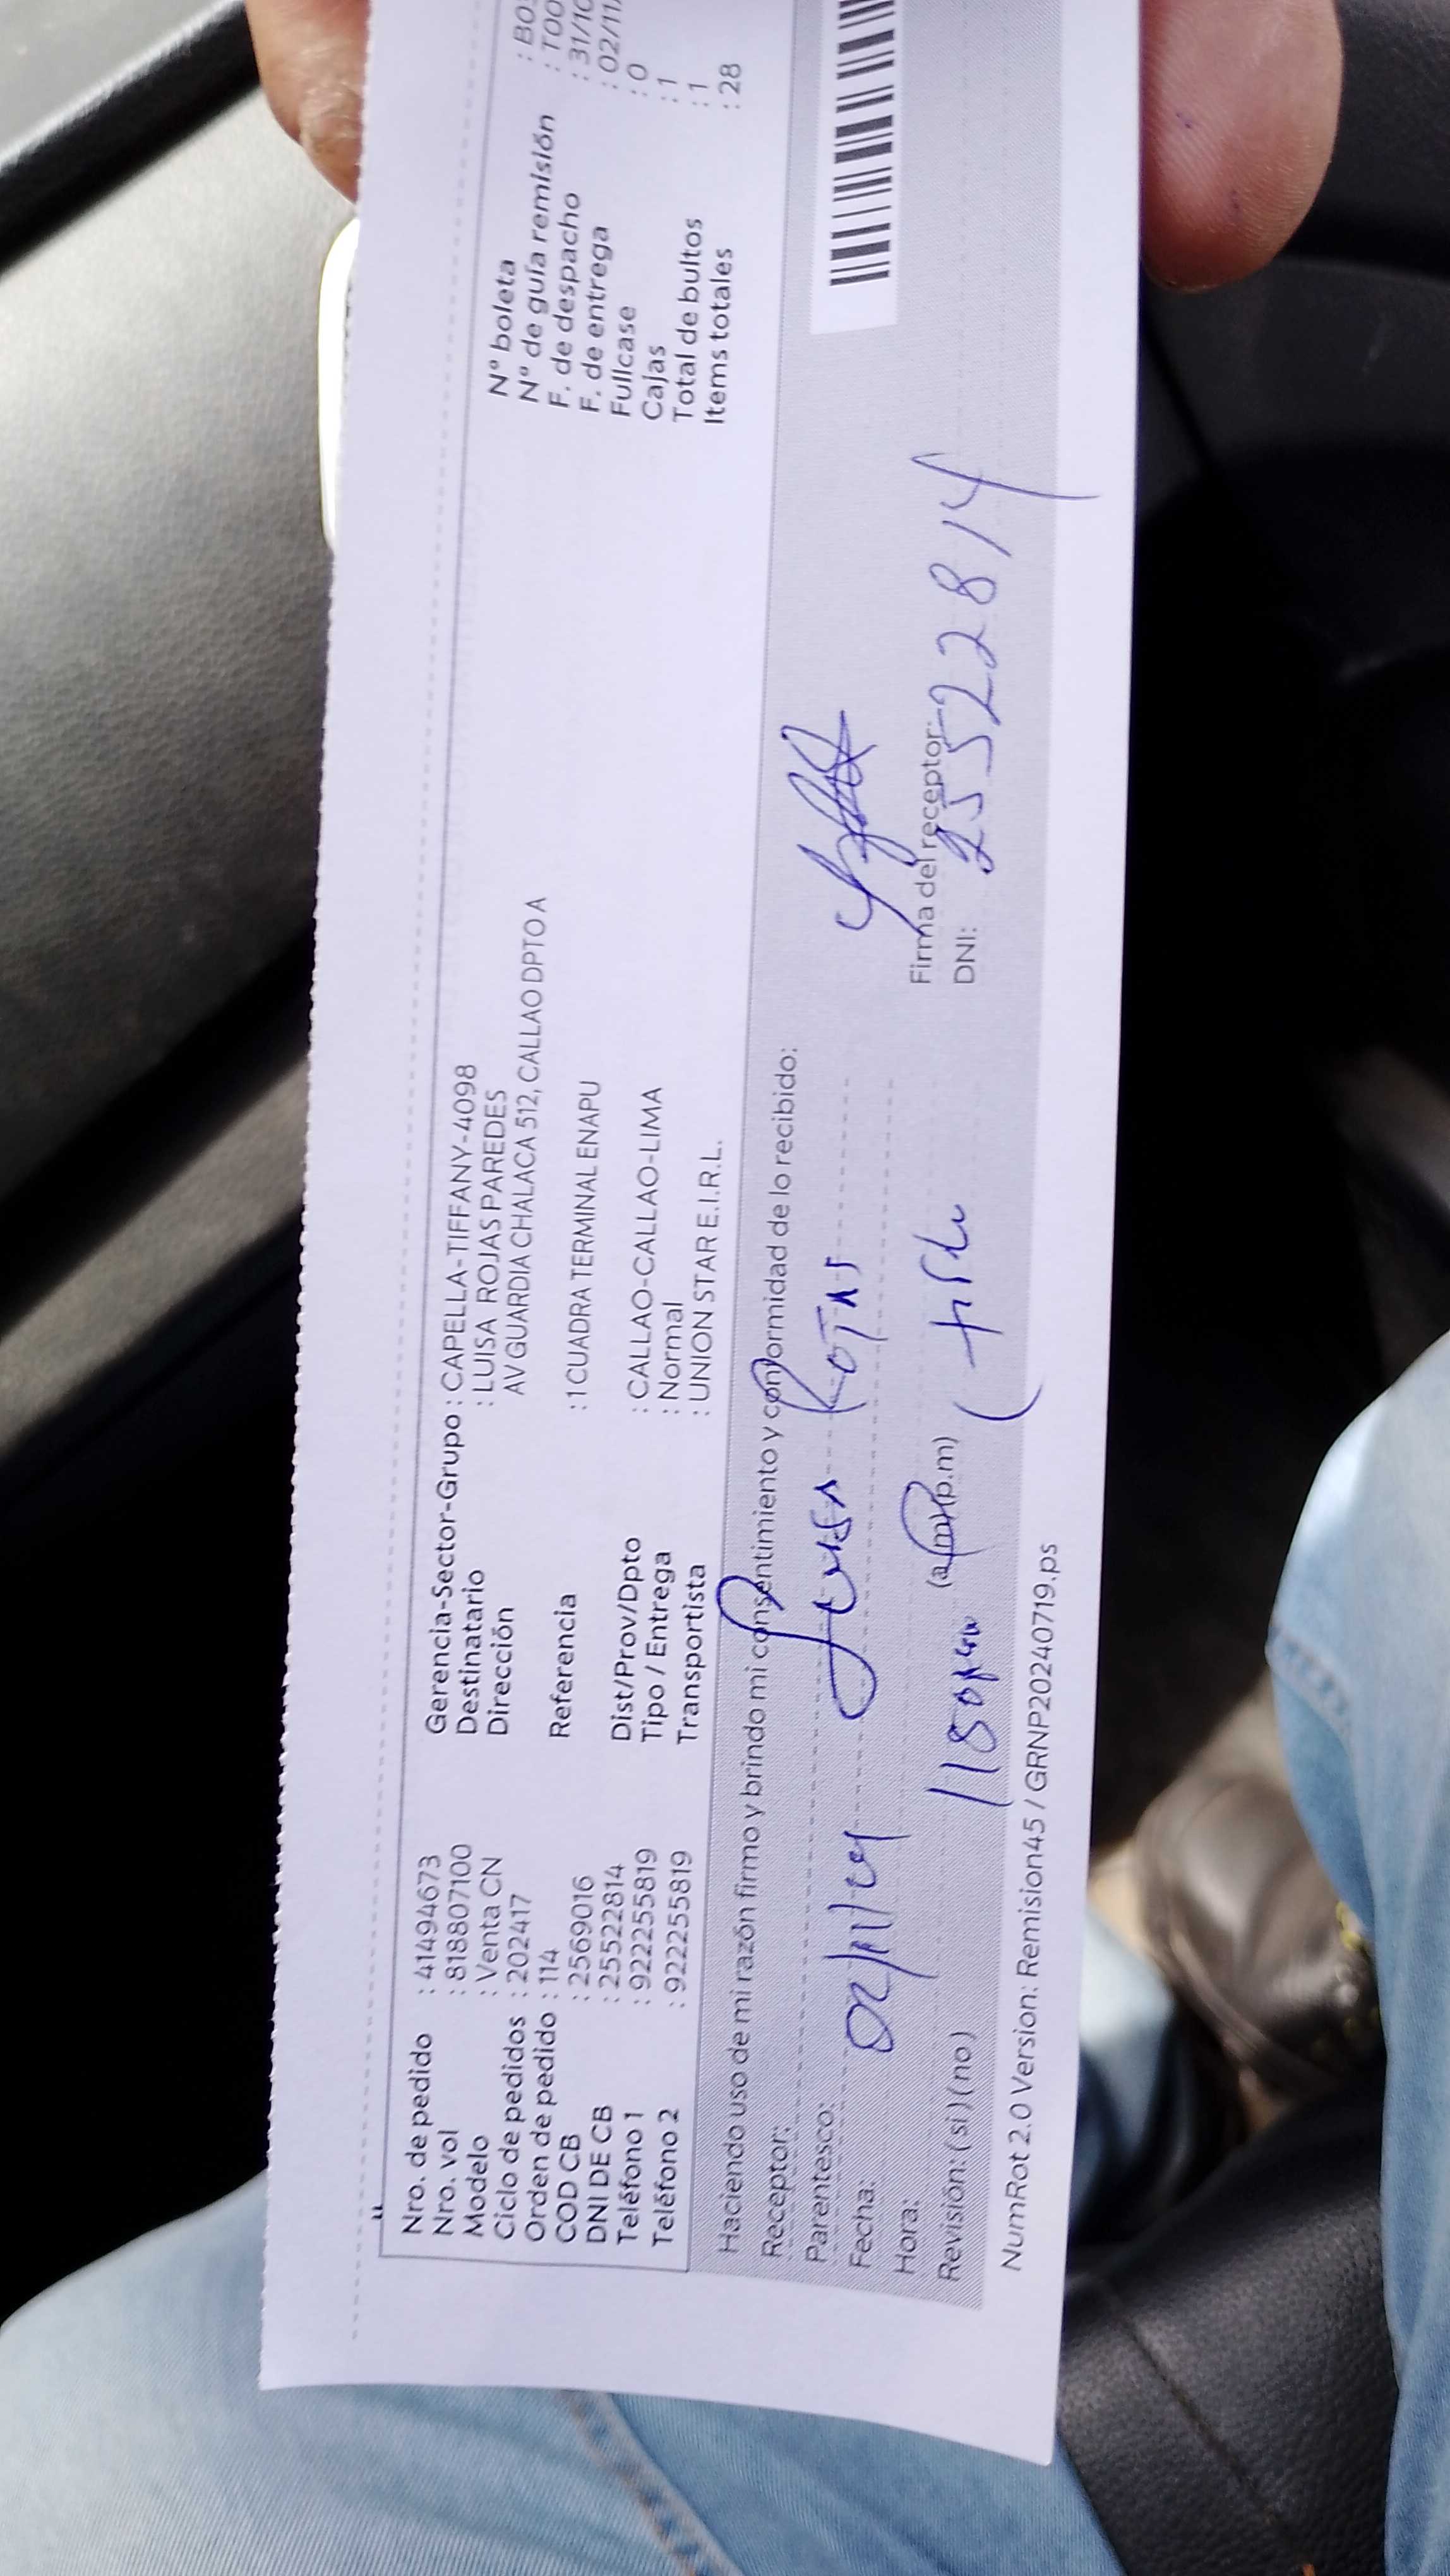 Nro. de pedido : 41494673
Nro. vol : 818807100
Modelo : Venta CN
Ciclo de pedidos : 202417
Orden de pedido : 114
COD CB : 2569016
DNI DE CB : 25522814
Teléfono 1 : 922255819
Teléfono 2 : 922255819
Gerencia-Sector-Grupo : CAPELLA-TIFFANY-4098
Destinatario : LUISA ROJAS PAREDES
Dirección AV GUARDIA CHALACA 512, CALLAO DPTO A
Referencia : 1 CUADRA TERMINAL ENAPU
Dist/Prov/Dpto : CALLAO-CALLAO-LIMA
Tipo / Entrega : Normal
Transportista : UNION STAR E.I.R.L.
N° boleta : B0
N° de guía remisión : T00
F. de despacho : 31/10
F. de entrega : 02/11/
Fullcase : 0
Cajas : 1
Total de bultos : 1
Items totales : 28
Haciendo uso de mi razón firmo y brindo mi consentimiento y conformidad de lo recibido:
Receptor: Luisa Rojas
Parentesco:
Fecha: 02/11/24
Hora: (a.m)(p.m)
Revisión: (si) (no)
Firma del receptor:
DNI: 25522814
NumRot 2.0 Version: Remision45 / GRNP20240719.ps